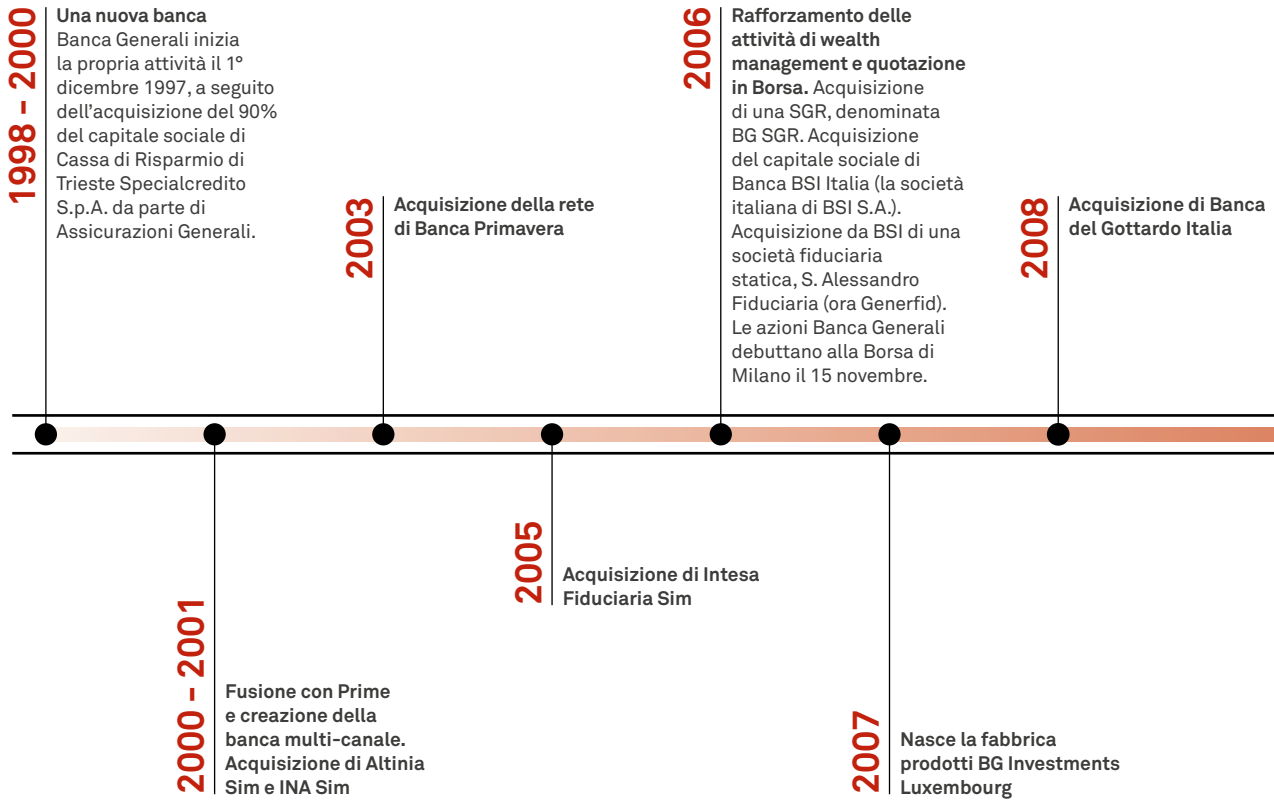 1998 - 2000
Una nuova banca
Banca Generali inizia
la propria attività il 1°
dicembre 1997, a seguito
dell'acquisizione del 90%
del capitale sociale di
Cassa di Risparmio di
Trieste Specialcredito
S.p.A. da parte di
Assicurazioni Generali.
2000 - 2001
Fusione con Prime
e creazione della
banca multi-canale.
Acquisizione di Altinia
Sim e INA Sim
2003
Acquisizione della rete
di Banca Primavera
2005
Acquisizione di Intesa
Fiduciaria Sim
2006
Rafforzamento delle
attività di wealth
management e quotazione
in Borsa. Acquisizione
di una SGR, denominata
BG SGR. Acquisizione
del capitale sociale di
Banca BSI Italia (la società
italiana di BSI S.A.).
Acquisizione da BSI di una
società fiduciaria
statica, S. Alessandro
Fiduciaria (ora Generfid).
Le azioni Banca Generali
debuttano alla Borsa di
Milano il 15 novembre.
2007
Nasce la fabbrica
prodotti BG Investments
Luxembourg
2008
Acquisizione di Banca
del Gottardo Italia